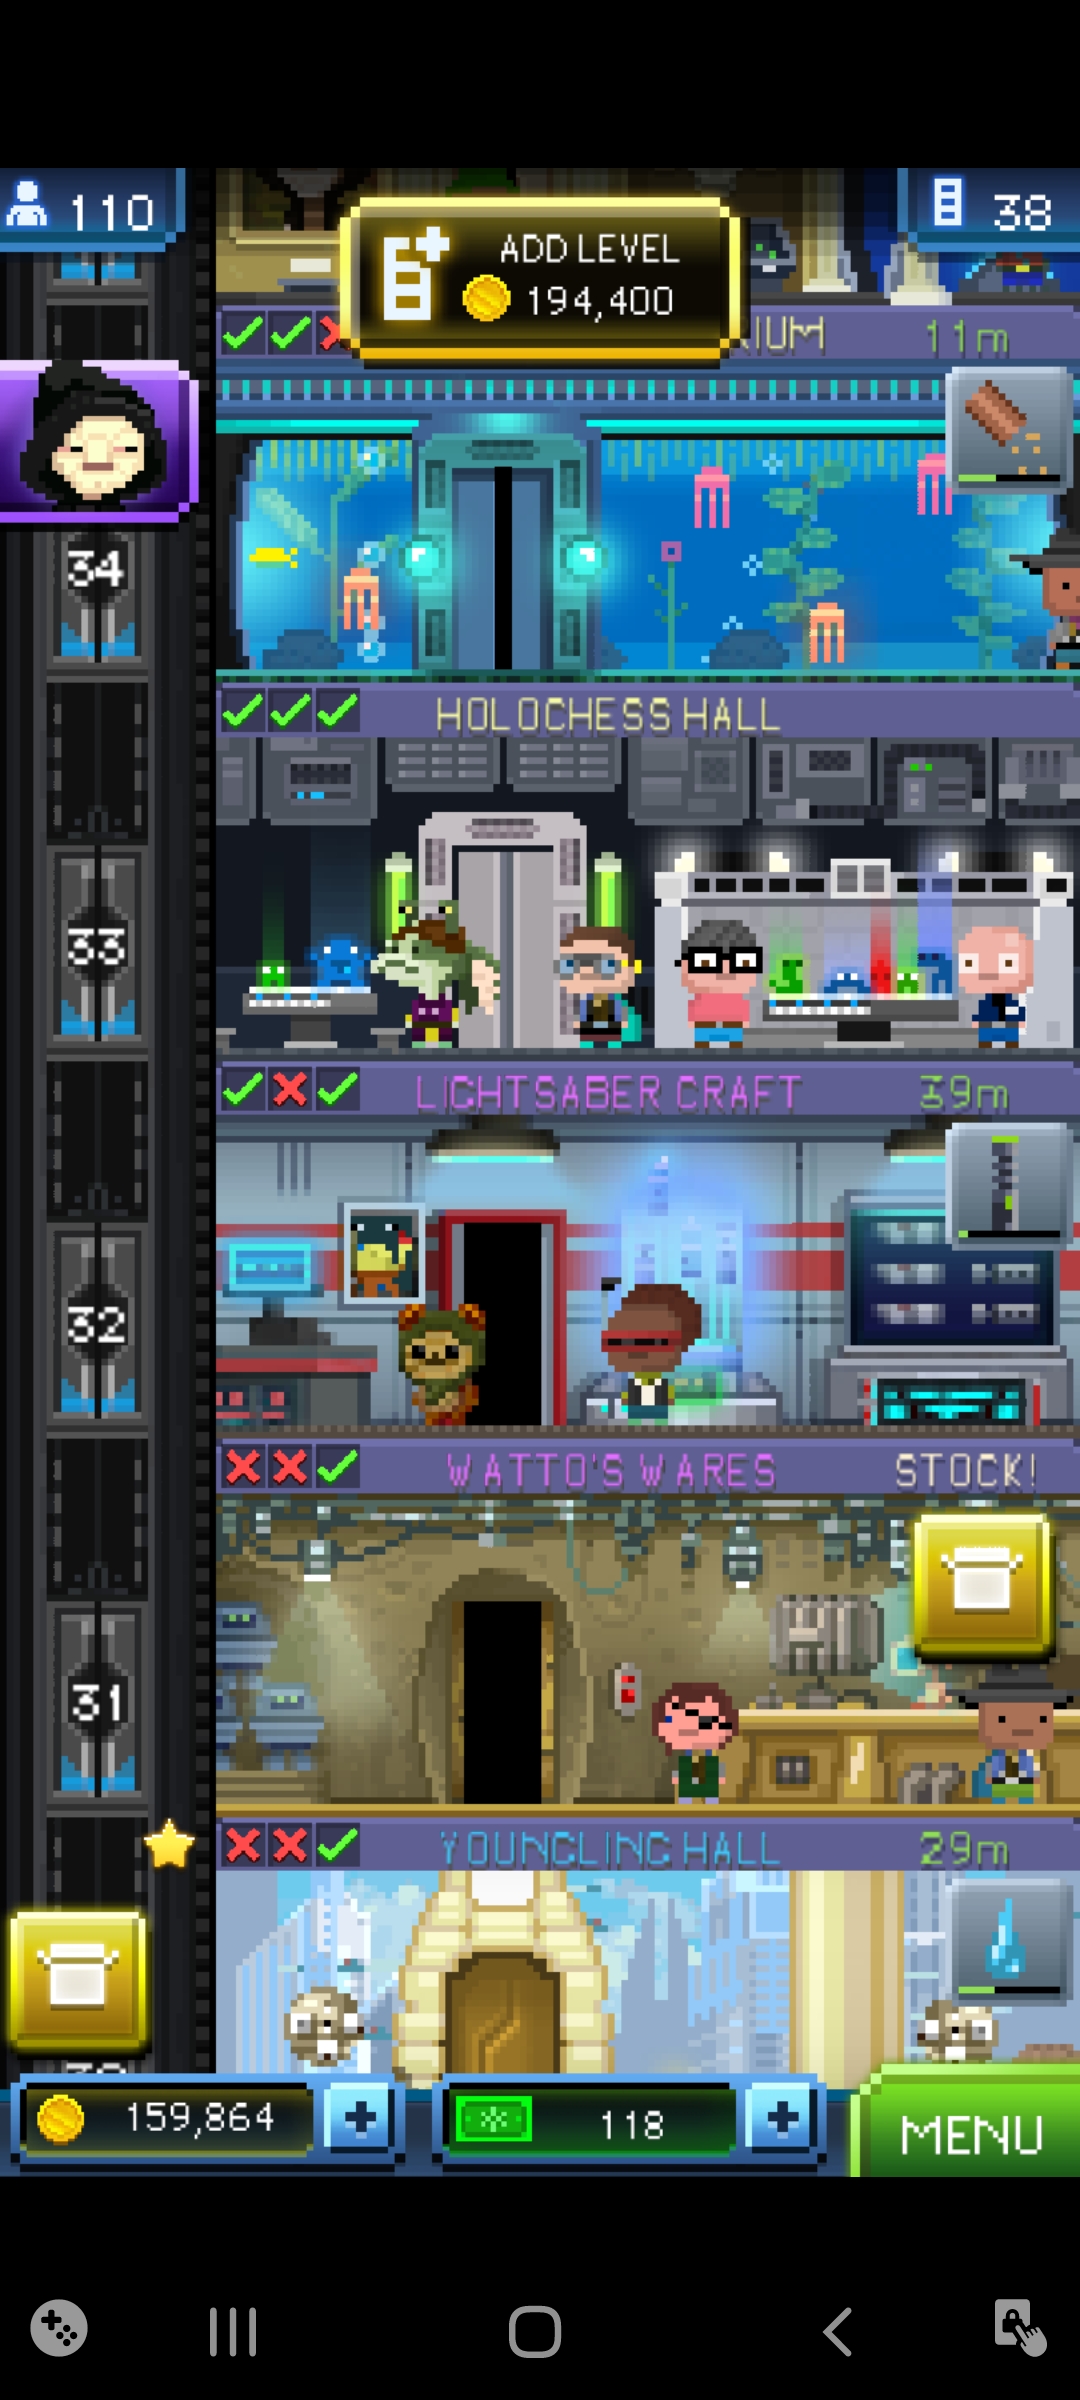 110
38
ADD LEVEL
194,400
11m
34
HOLOCHESS HALL
33
LIGHTSABER CRAFT
39m
32
WATTO'S WARES
STOCK!
31
YOUNGLING HALL
29m
159,864
118
MENU